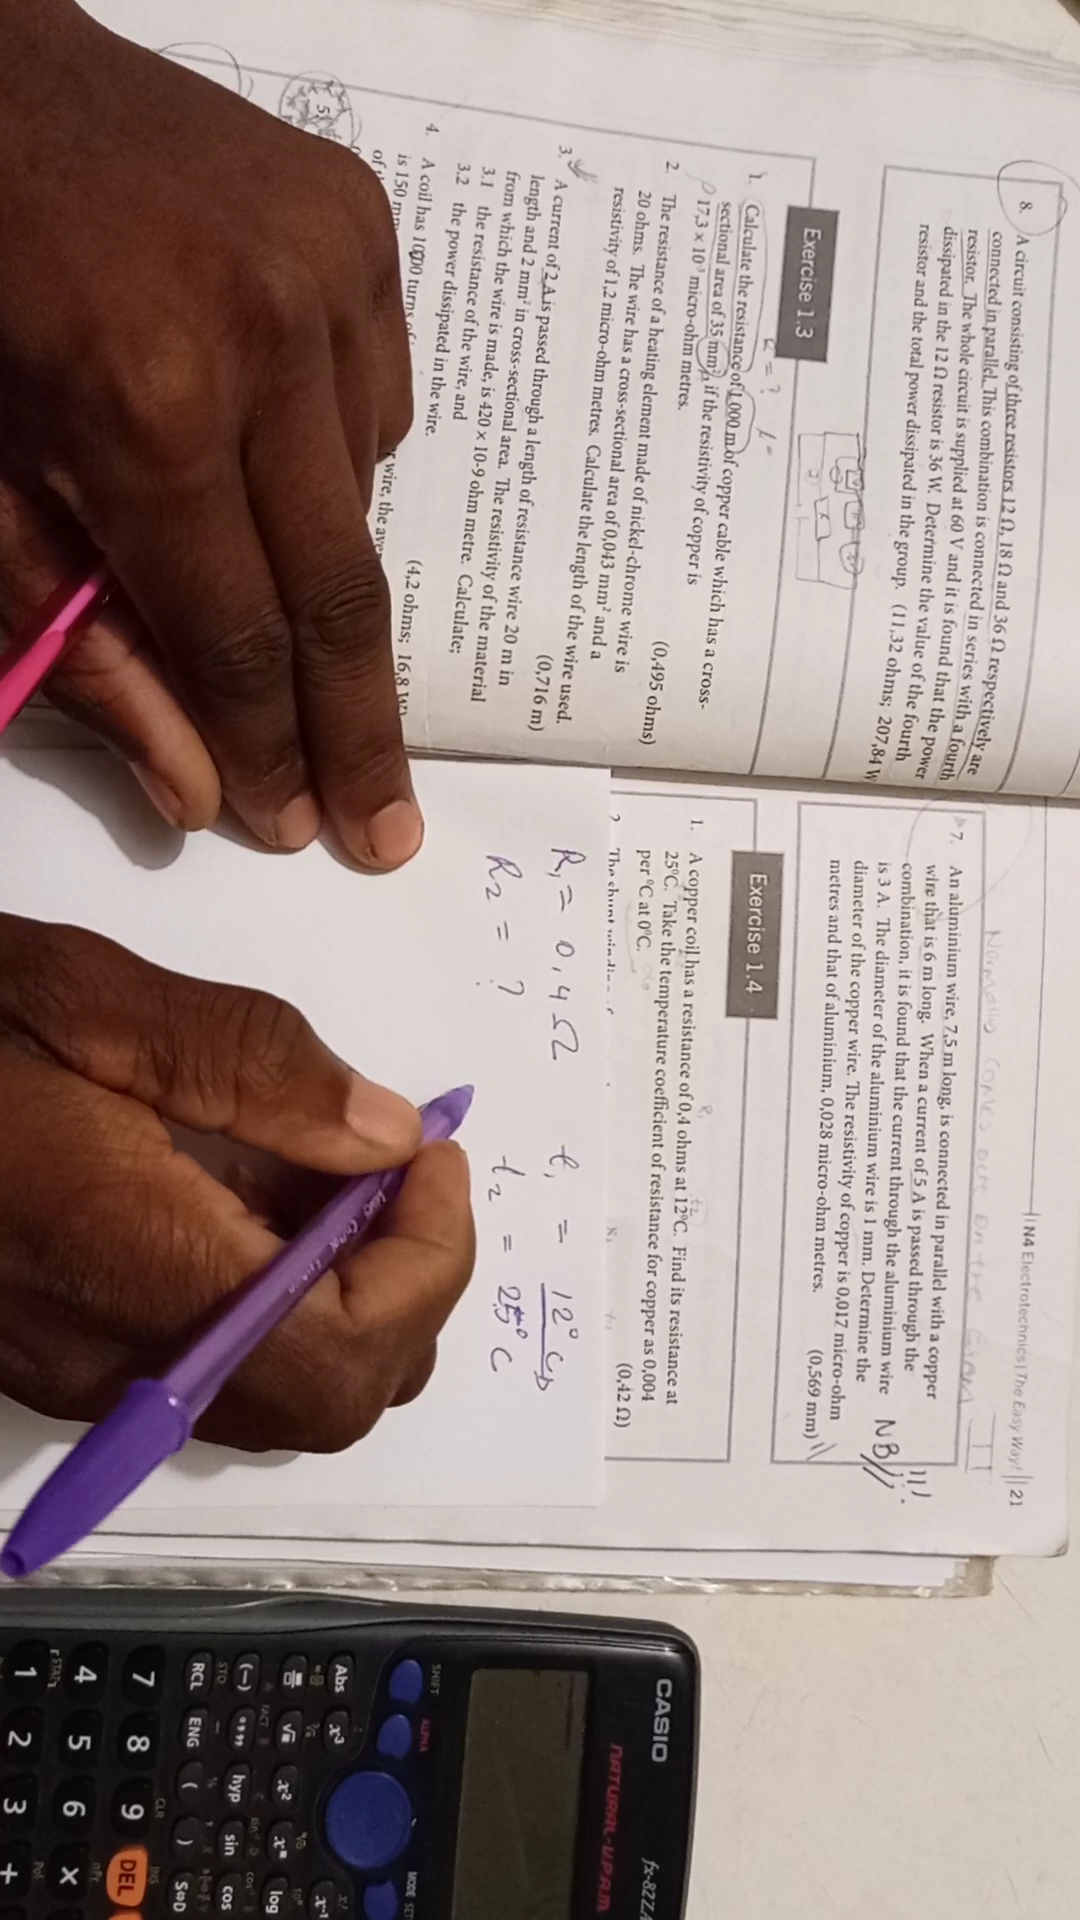 8. A circuit consisting of three resistors 12 Ω, 18 Ω and 36 Ω respectively are
connected in parallel. This combination is connected in series with a fourth
resistor. The whole circuit is supplied at 60 V and it is found that the power
dissipated in the 12 Ω resistor is 36 W. Determine the value of the fourth
resistor and the total power dissipated in the group. (11,32 ohms; 207,84 W
Exercise 1.3
R = ? l =
1. Calculate the resistance of 1 000 m of copper cable which has a cross-
sectional area of 35 mm², if the resistivity of copper is
17,3 × 10³ micro-ohm metres.
(0,495 ohms)
2. The resistance of a heating element made of nickel-chrome wire is
20 ohms. The wire has a cross-sectional area of 0,043 mm² and a
resistivity of 1,2 micro-ohm metres. Calculate the length of the wire used.
(0,716 m)
3. A current of 2 A is passed through a length of resistance wire 20 m in
length and 2 mm² in cross-sectional area. The resistivity of the material
from which the wire is made, is 420 × 10-9 ohm metre. Calculate;
3.1 the resistance of the wire, and
3.2 the power dissipated in the wire.
(4,2 ohms; 16,8 W)
4. A coil has 1000 turns of
wire, the ave
is 150 mm
of
5.
N4 Electrotechnics | The Easy Way! 21
Normally comes out on the Exam
7. An aluminium wire, 7,5 m long, is connected in parallel with a copper
wire that is 6 m long. When a current of 5 A is passed through the
combination, it is found that the current through the aluminium wire
is 3 A. The diameter of the aluminium wire is 1 mm. Determine the
diameter of the copper wire. The resistivity of copper is 0,017 micro-ohm
metres and that of aluminium, 0,028 micro-ohm metres.
(0,569 mm)
NB
Exercise 1.4
1. A copper coil has a resistance of 0,4 ohms at 12°C. Find its resistance at
25°C. Take the temperature coefficient of resistance for copper as 0,004
per °C at 0°C.
(0,42 Ω)
R₁ = 0,4 Ω t₁ = 12°C
R₂ = ? t₂ = 25°C
CASIO
fx-82ZA
NATURAL-V.P.A.M.
SHIFT ALPHA MODE
Abs x³ x⁻¹
√ x² log
(−) hyp sin cos
RCL ENG ( ) S⇔D
7 8 9 DEL
4 5 6 ×
1 2 3 +